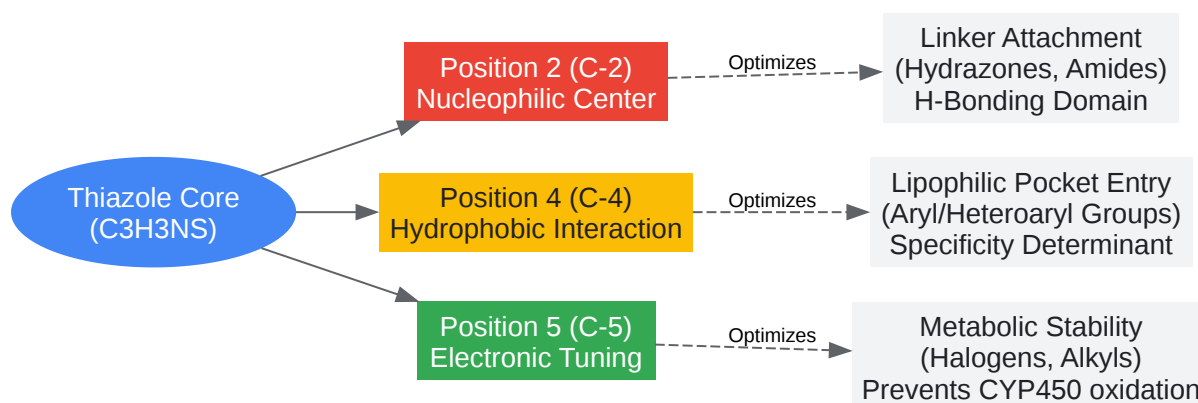 Thiazole Core
(C3H3NS)
Position 2 (C-2)
Nucleophilic Center
Optimizes
Linker Attachment
(Hydrazones, Amides)
H-Bonding Domain
Position 4 (C-4)
Hydrophobic Interaction
Optimizes
Lipophilic Pocket Entry
(Aryl/Heteroaryl Groups)
Specificity Determinant
Position 5 (C-5)
Electronic Tuning
Optimizes
Metabolic Stability
(Halogens, Alkyls)
Prevents CYP450 oxidation